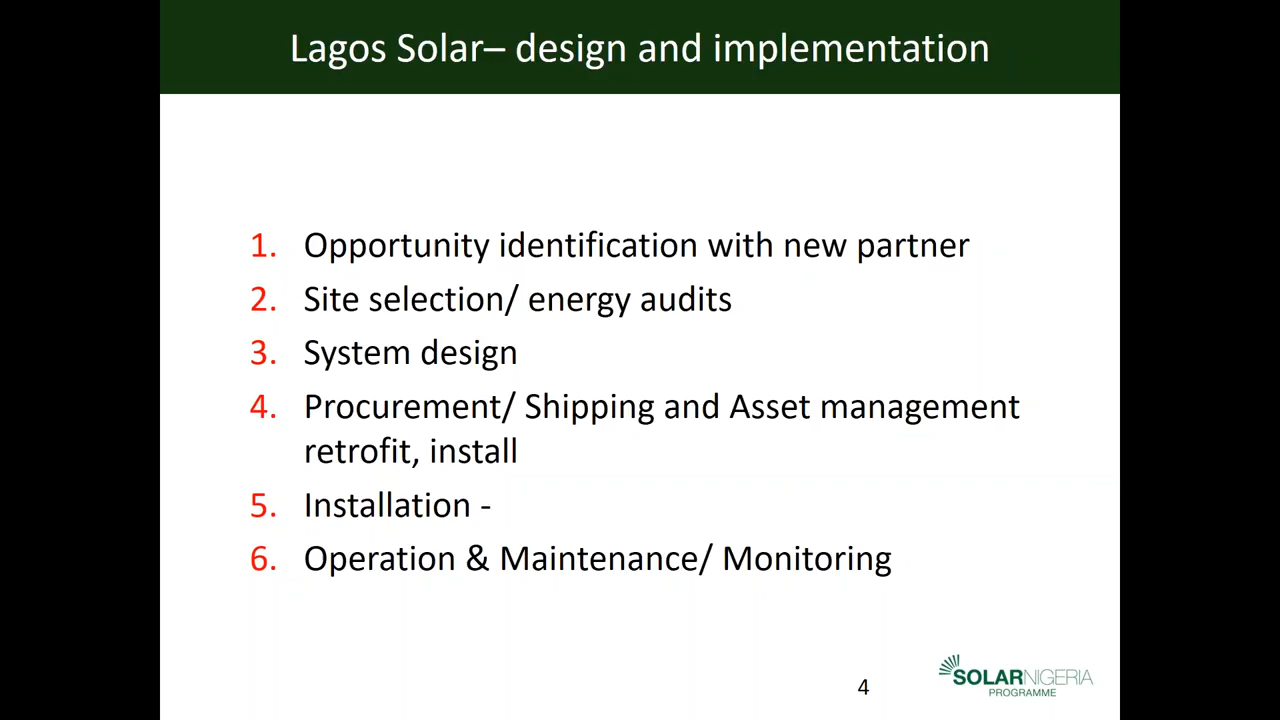 Lagos Solar– design and implementation
1. Opportunity identification with new partner
2. Site selection/ energy audits
3. System design
4. Procurement/ Shipping and Asset management
retrofit, install
5. Installation -
6. Operation & Maintenance/ Monitoring
4
SOLARNIGERIA
PROGRAMME